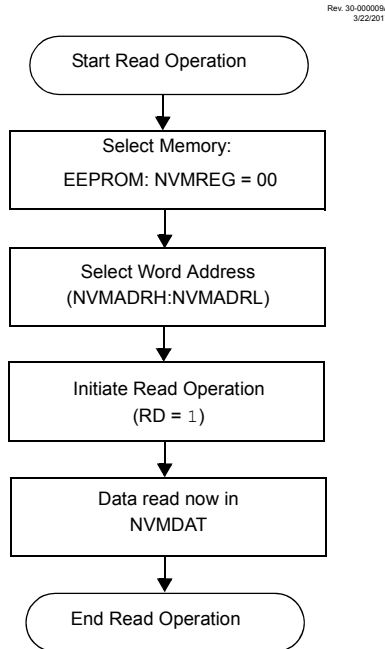 Rev. 30-000009
3/22/201
Start Read Operation
Select Memory:
EEPROM: NVMREG = 00
Select Word Address
(NVMADRH:NVMADRL)
Initiate Read Operation
(RD = 1)
Data read now in
NVMDAT
End Read Operation